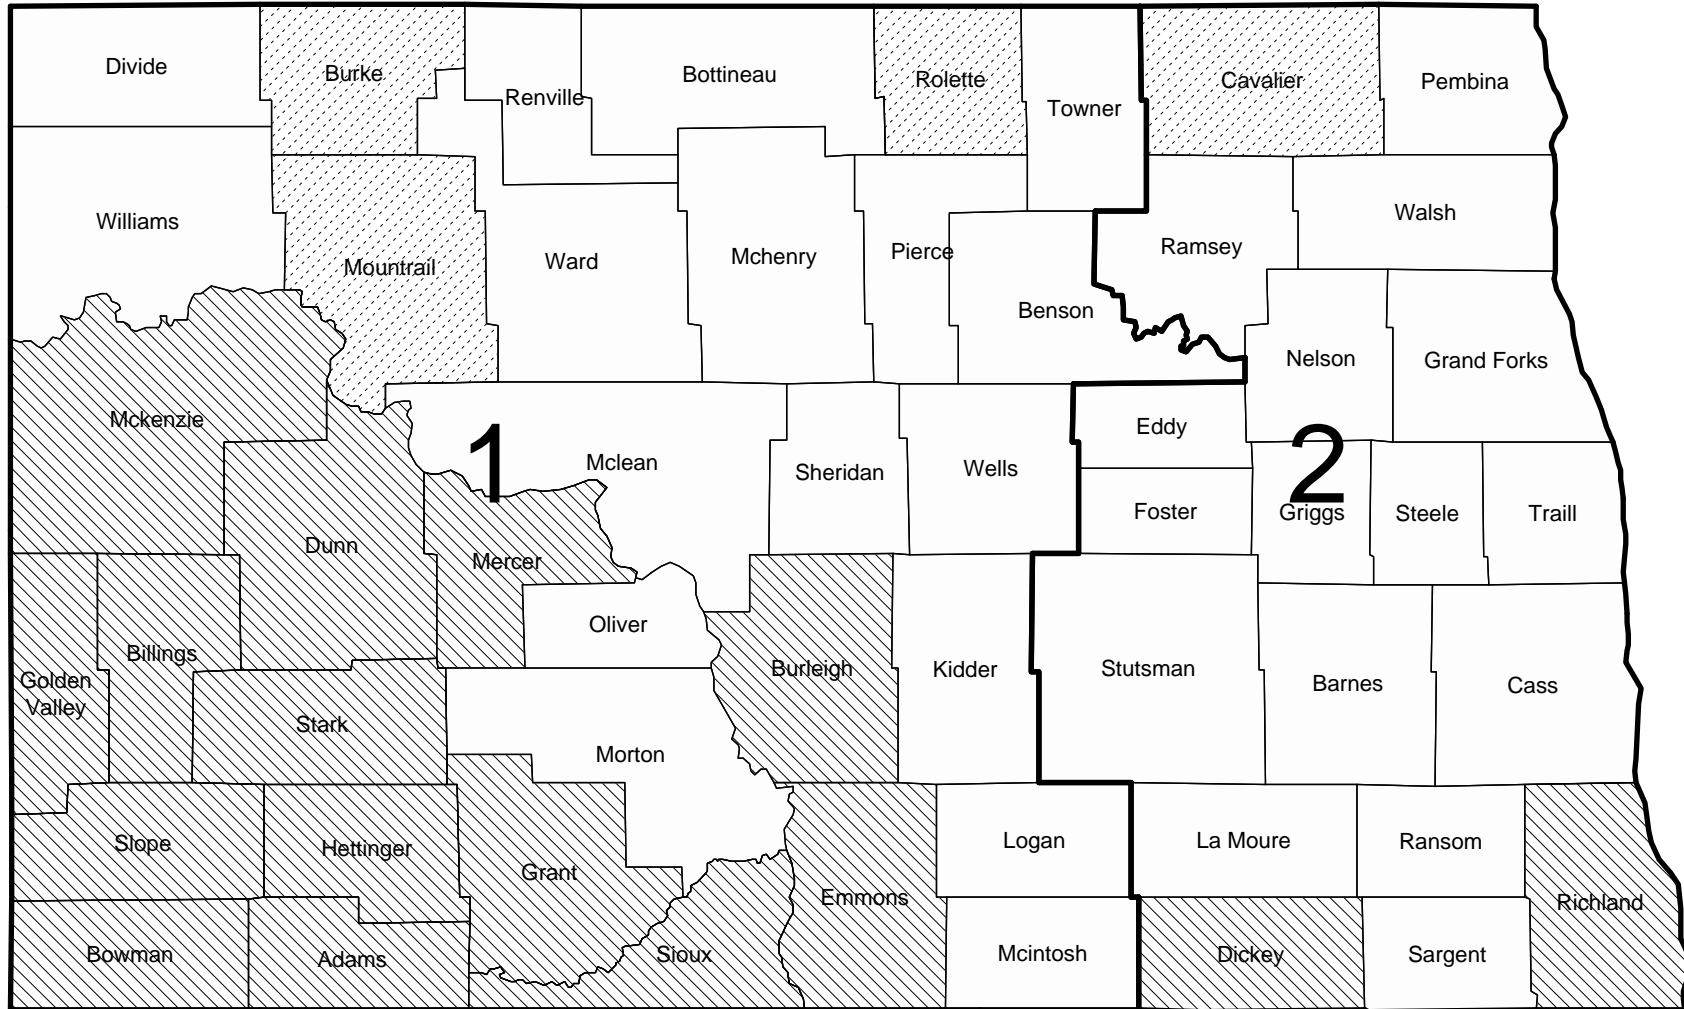 Divide
Burke
Renville
Bottineau
Rolette
Towner
Cavalier
Pembina
Williams
Mountrail
Ward
Mchenry
Pierce
Benson
Ramsey
Walsh
Nelson
Grand Forks
Mckenzie
1
Mclean
Sheridan
Wells
Eddy
2
Foster
Griggs
Steele
Traill
Dunn
Mercer
Oliver
Billings
Golden
Valley
Burleigh
Kidder
Stutsman
Barnes
Cass
Stark
Morton
Slope
Hettinger
Grant
Logan
La Moure
Ransom
Emmons
Richland
Bowman
Adams
Sioux
Mcintosh
Dickey
Sargent